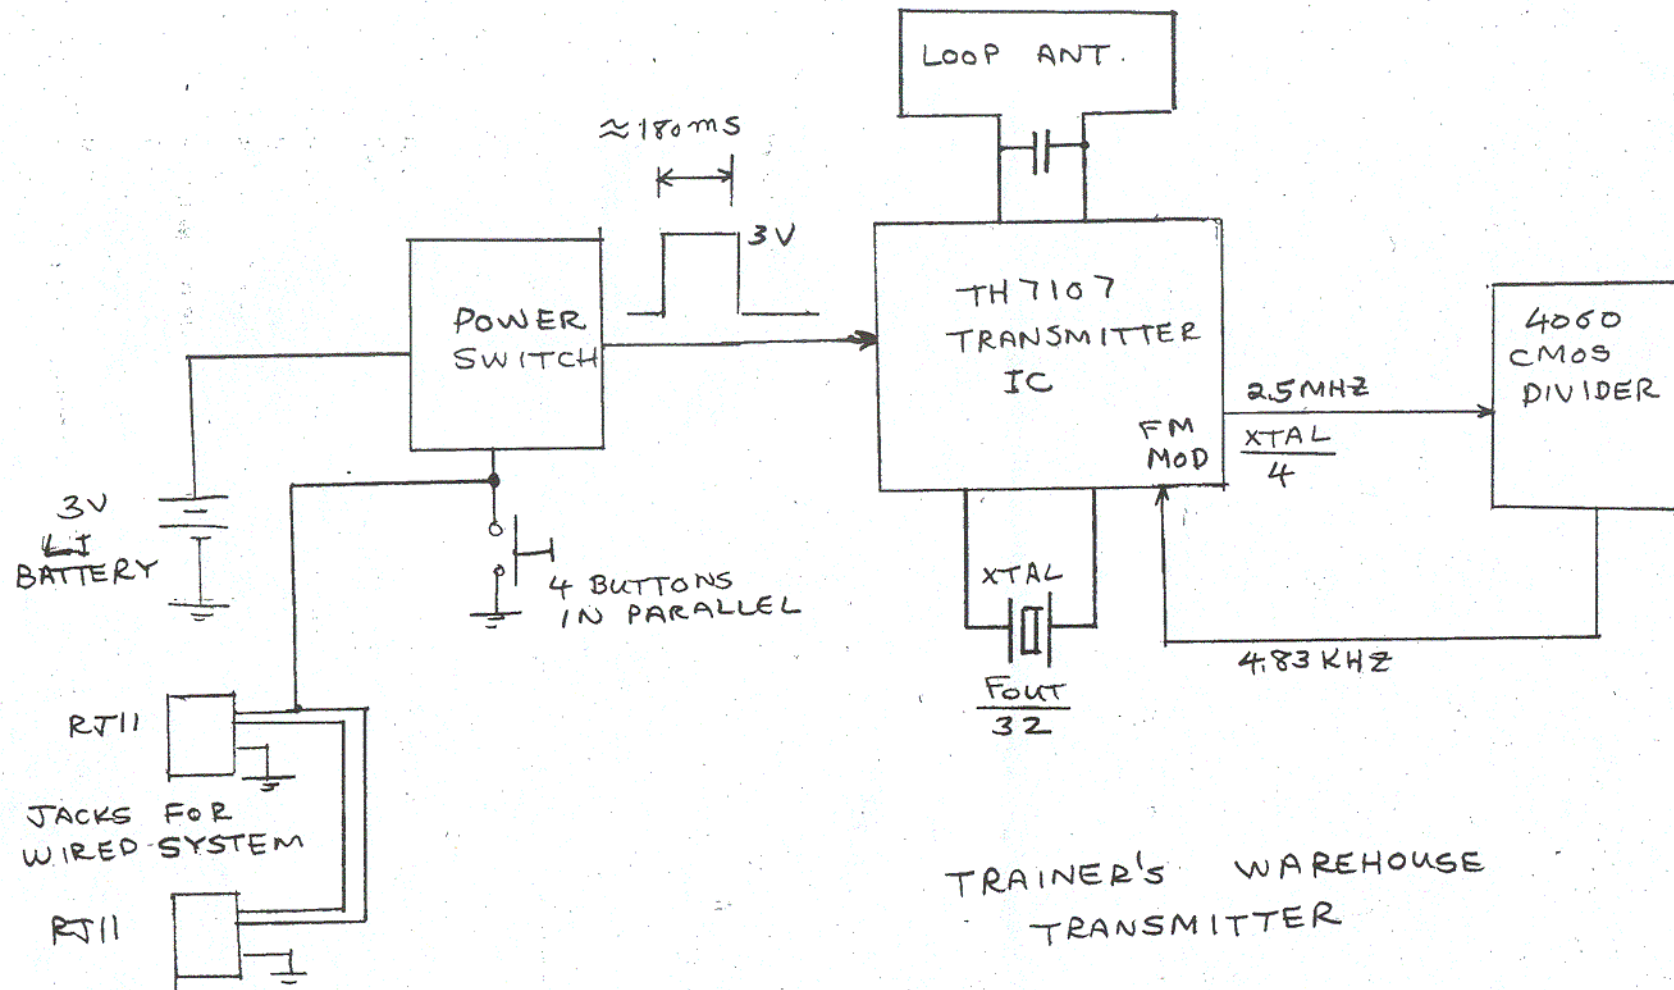 LOOP ANT.
≈180ms
3V
POWER
SWITCH
TH7107
TRANSMITTER
IC
FM
MOD
2.5MHZ
XTAL
4
4060
CMOS
DIVIDER
3V
LI
BATTERY
4 BUTTONS
IN PARALLEL
XTAL
FOUT
32
4.83KHZ
RJ11
JACKS FOR
WIRED SYSTEM
RJ11
TRAINER'S WAREHOUSE
TRANSMITTER